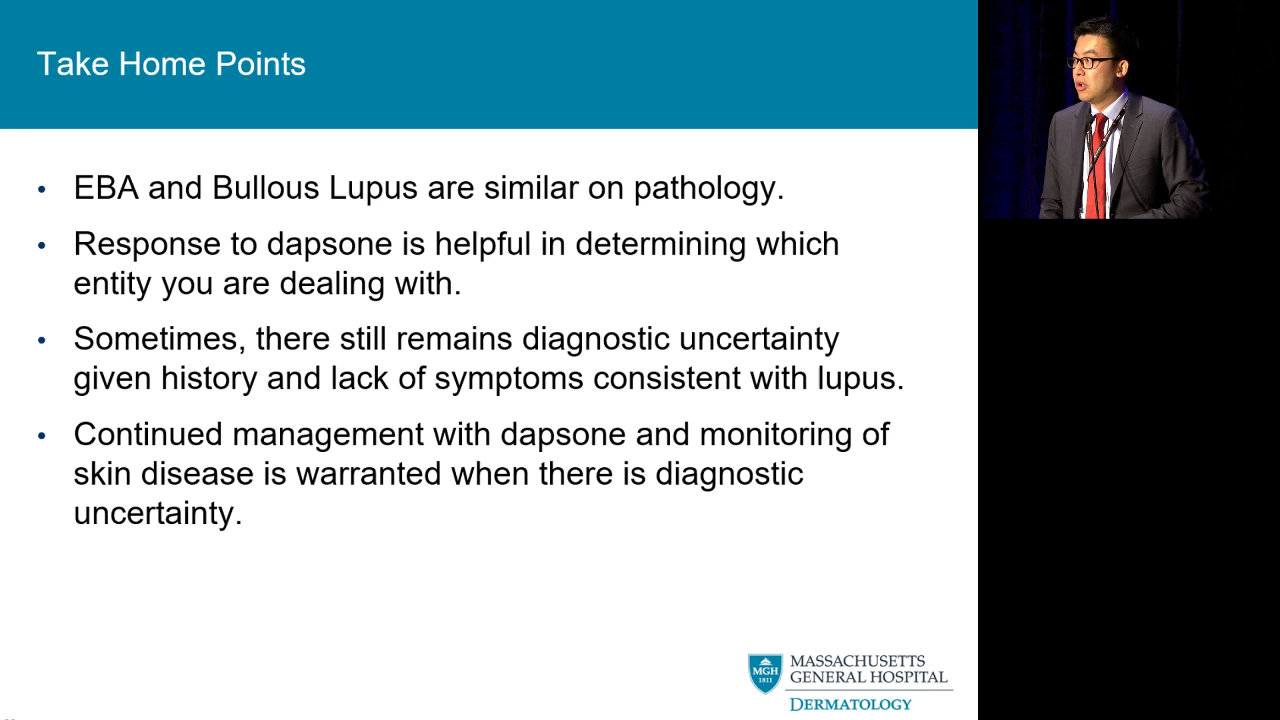 Take Home Points
• EBA and Bullous Lupus are similar on pathology.
• Response to dapsone is helpful in determining which
entity you are dealing with.
• Sometimes, there still remains diagnostic uncertainty
given history and lack of symptoms consistent with lupus.
• Continued management with dapsone and monitoring of
skin disease is warranted when there is diagnostic
uncertainty.
MGH
1811
MASSACHUSETTS
GENERAL HOSPITAL
DERMATOLOGY